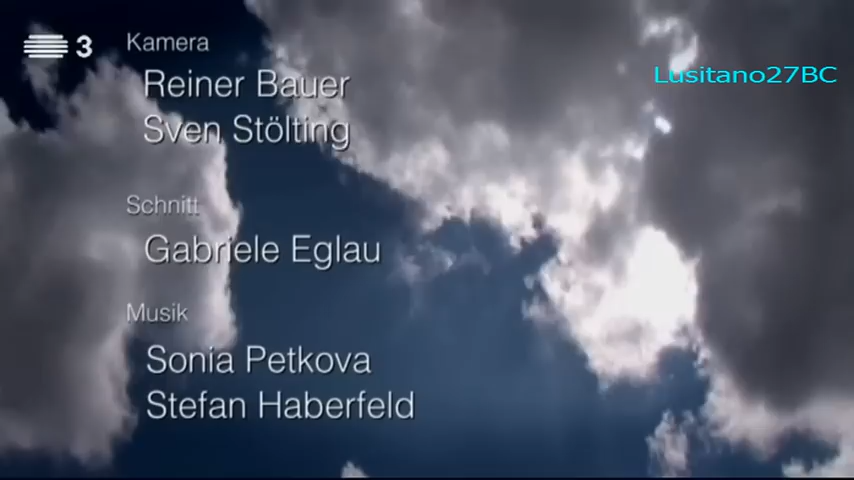 3
Kamera
Reiner Bauer
Sven Stölting
Schnitt
Gabriele Eglau
Musik
Sonia Petkova
Stefan Haberfeld
Lusitano27BC